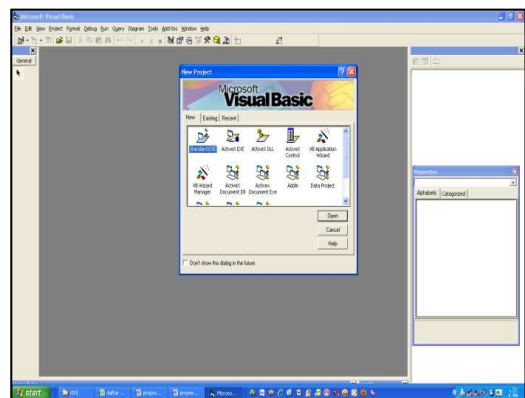 Microsoft Visual Basic
File Edit View Project Format Debug Run Query Diagram Tools Add-Ins Window Help
General
New Project
Microsoft
Visual Basic
New Existing Recent
Standard EXE ActiveX EXE ActiveX DLL ActiveX Control VB Application Wizard
VB Wizard Manager ActiveX Document Dll Activex Document Exe Addin Data Project
Open
Cancel
Help
Don't show this dialog in the future
Properties
Alphabetic Categorized
start